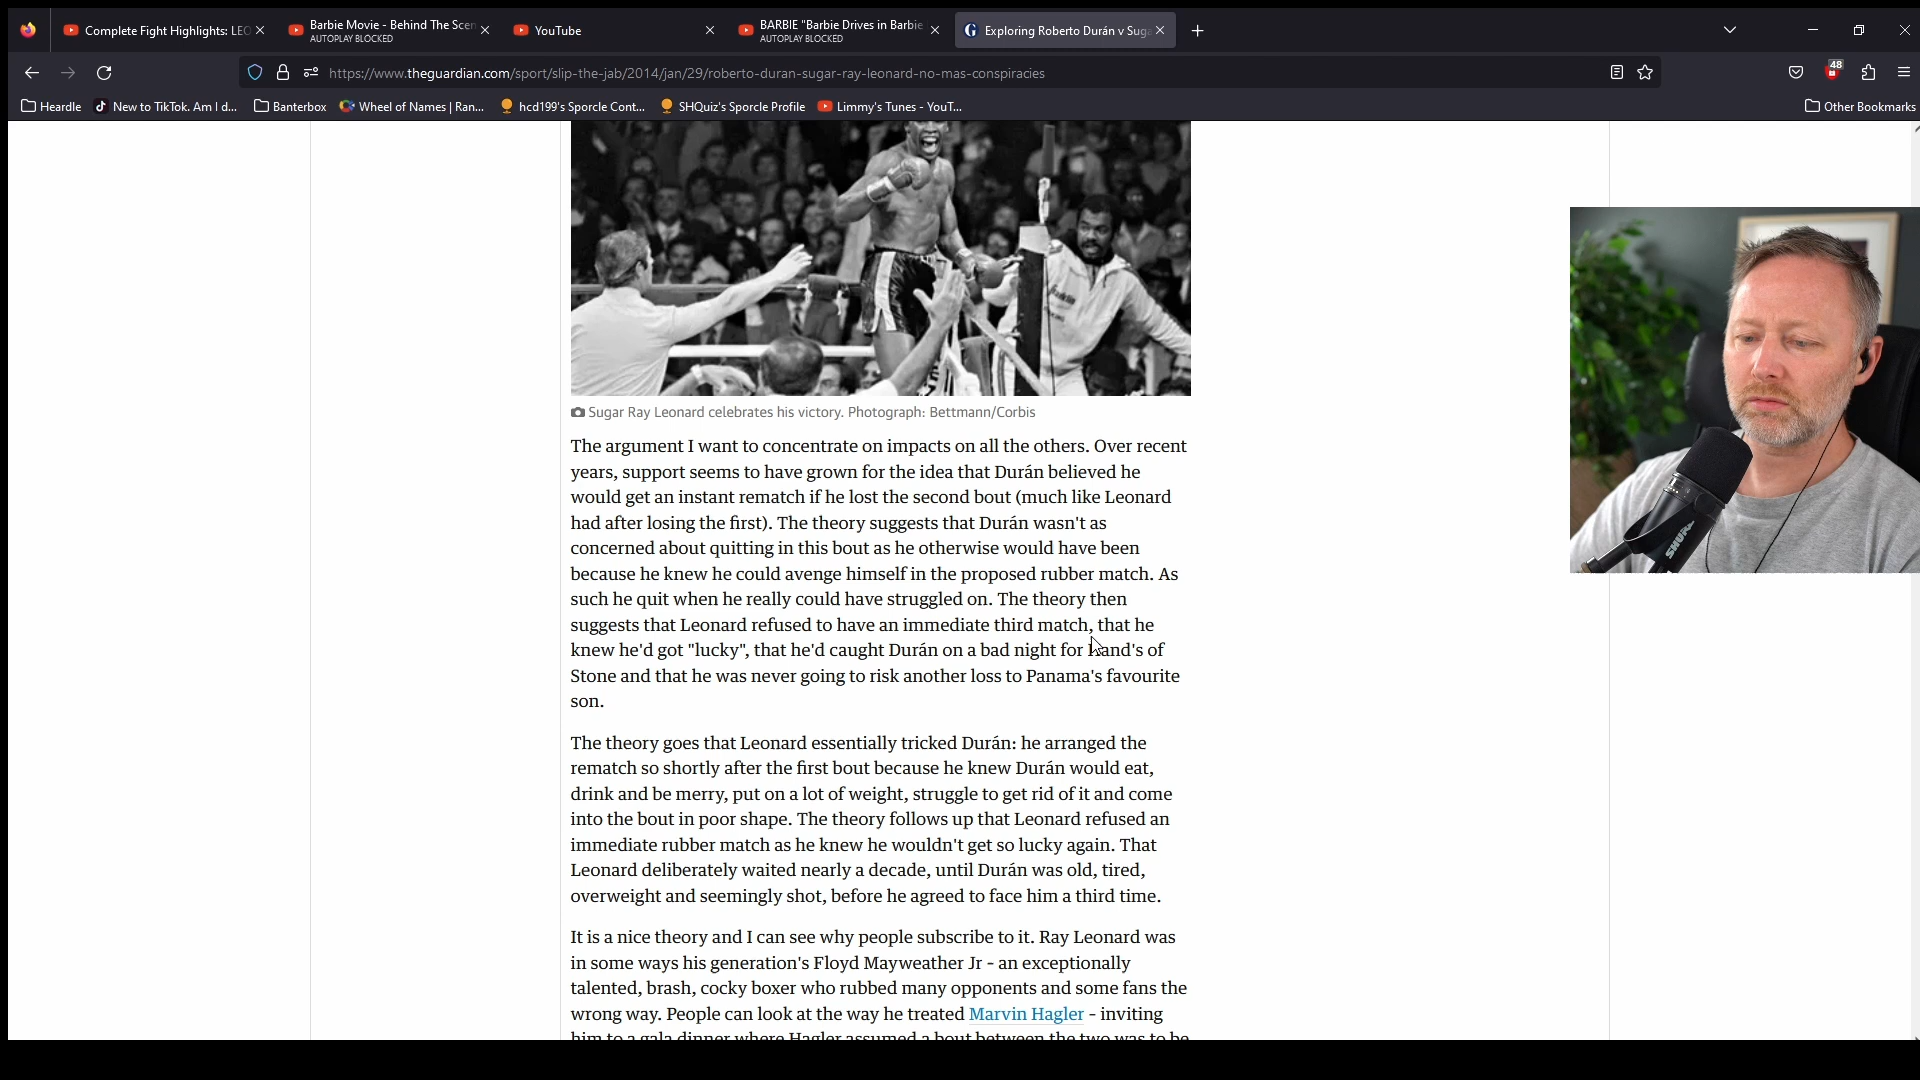 Complete Fight Highlights: LEO
Barbie Movie - Behind The Scen
AUTOPLAY BLOCKED
YouTube
BARBIE "Barbie Drives in Barbie
AUTOPLAY BLOCKED
Exploring Roberto Durán v Suga
https://www.theguardian.com/sport/slip-the-jab/2014/jan/29/roberto-duran-sugar-ray-leonard-no-mas-conspiracies
48
Heardle
New to TikTok. Am I d...
Banterbox
Wheel of Names | Ran...
hcd199's Sporcle Cont...
SHQuiz's Sporcle Profile
Limmy's Tunes - YouT...
Other Bookmarks
Sugar Ray Leonard celebrates his victory. Photograph: Bettmann/Corbis
The argument I want to concentrate on impacts on all the others. Over recent
years, support seems to have grown for the idea that Durán believed he
would get an instant rematch if he lost the second bout (much like Leonard
had after losing the first). The theory suggests that Durán wasn't as
concerned about quitting in this bout as he otherwise would have been
because he knew he could avenge himself in the proposed rubber match. As
such he quit when he really could have struggled on. The theory then
suggests that Leonard refused to have an immediate third match, that he
knew he'd got "lucky", that he'd caught Durán on a bad night for Hand's of
Stone and that he was never going to risk another loss to Panama's favourite
son.
The theory goes that Leonard essentially tricked Durán: he arranged the
rematch so shortly after the first bout because he knew Durán would eat,
drink and be merry, put on a lot of weight, struggle to get rid of it and come
into the bout in poor shape. The theory follows up that Leonard refused an
immediate rubber match as he knew he wouldn't get so lucky again. That
Leonard deliberately waited nearly a decade, until Durán was old, tired,
overweight and seemingly shot, before he agreed to face him a third time.
It is a nice theory and I can see why people subscribe to it. Ray Leonard was
in some ways his generation's Floyd Mayweather Jr – an exceptionally
talented, brash, cocky boxer who rubbed many opponents and some fans the
wrong way. People can look at the way he treated Marvin Hagler – inviting
him to a gala dinner where Hagler assumed a bout between the two was to be
SHURE